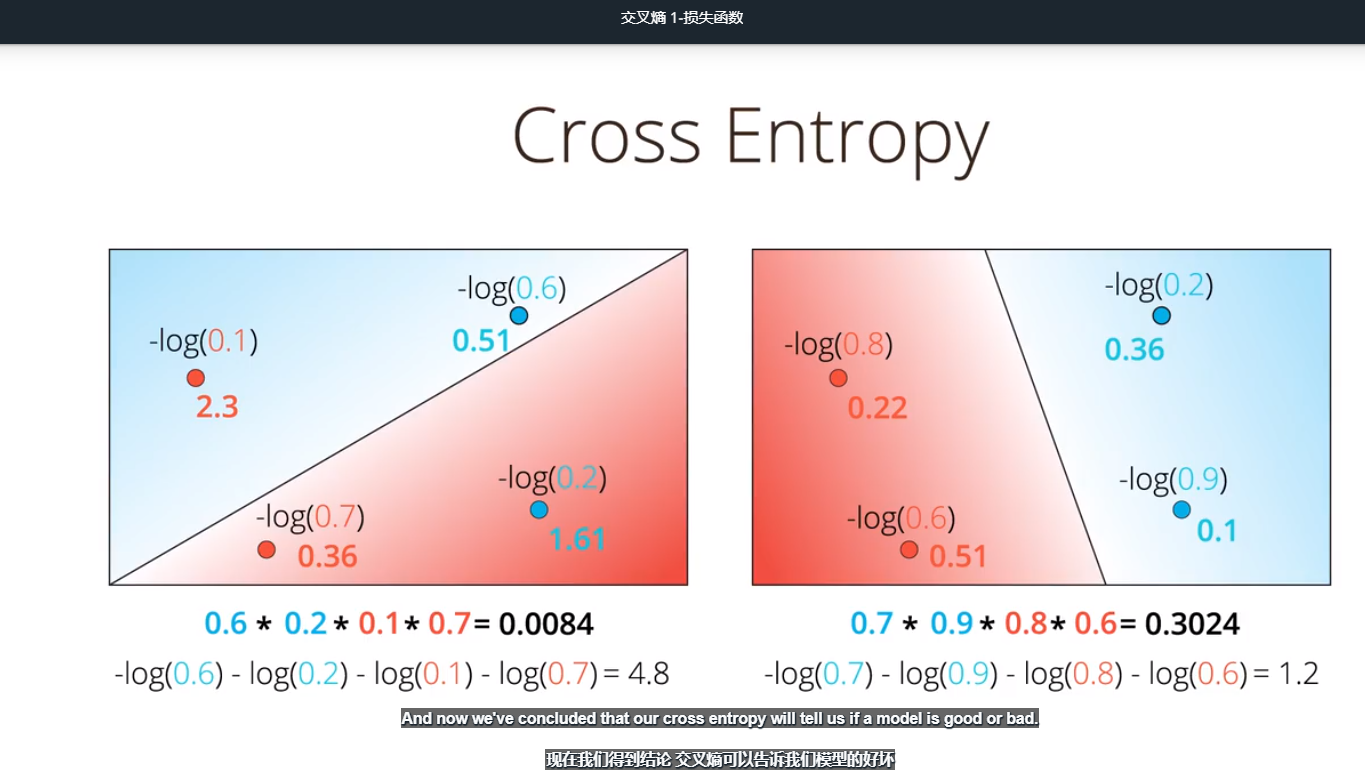 交叉熵 1-损失函数
Cross Entropy
-log(0.6)
0.51
-log(0.1)
2.3
-log(0.2)
1.61
-log(0.7)
0.36
-log(0.2)
0.36
-log(0.8)
0.22
-log(0.9)
0.1
-log(0.6)
0.51
0.6 * 0.2 * 0.1 * 0.7 = 0.0084
-log(0.6) - log(0.2) - log(0.1) - log(0.7) = 4.8
0.7 * 0.9 * 0.8 * 0.6 = 0.3024
-log(0.7) - log(0.9) - log(0.8) - log(0.6) = 1.2
And now we've concluded that our cross entropy will tell us if a model is good or bad.
现在我们得到结论 交叉熵可以告诉我们模型的好坏